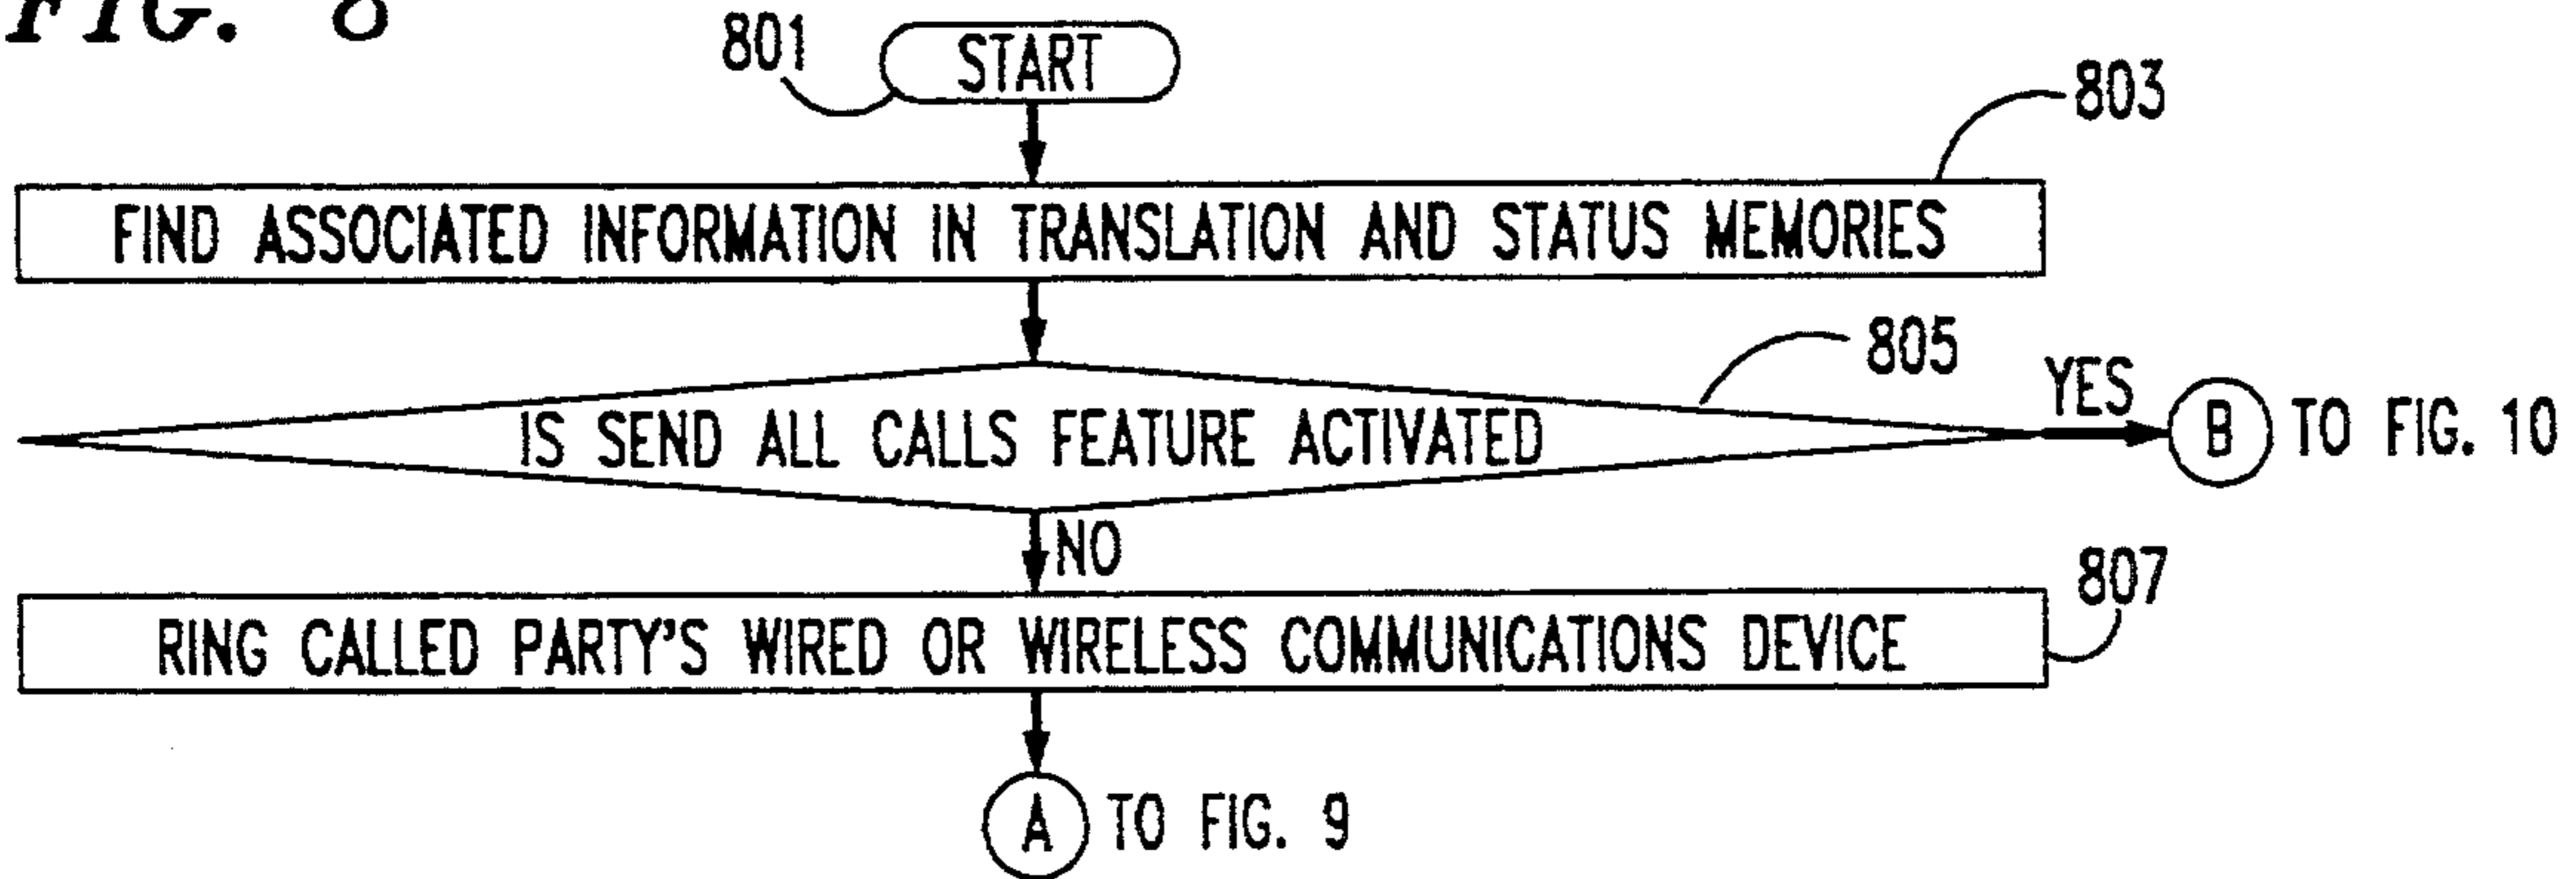 FIG. 8
801 START
803
FIND ASSOCIATED INFORMATION IN TRANSLATION AND STATUS MEMORIES
805
IS SEND ALL CALLS FEATURE ACTIVATED YES B TO FIG. 10
NO
807
RING CALLED PARTY'S WIRED OR WIRELESS COMMUNICATIONS DEVICE
A TO FIG. 9